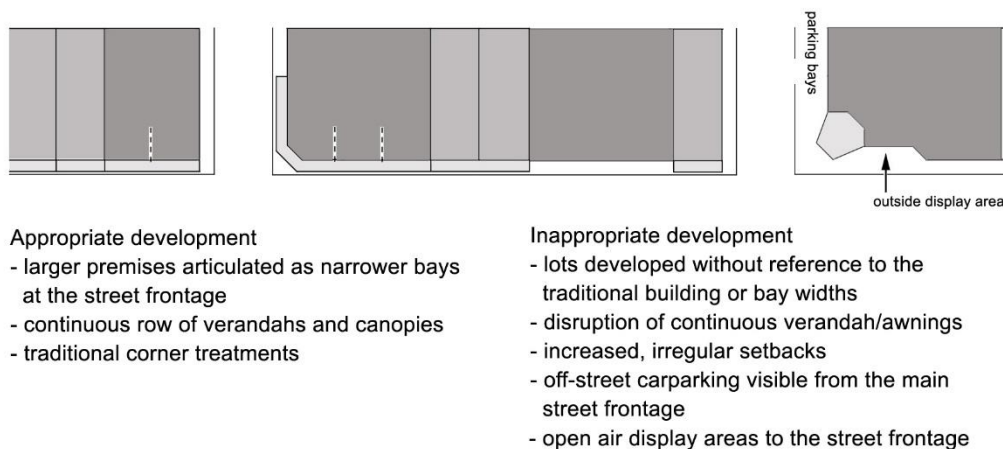 parking bays
outside display area
Appropriate development
- larger premises articulated as narrower bays
at the street frontage
- continuous row of verandahs and canopies
- traditional corner treatments
Inappropriate development
- lots developed without reference to the
traditional building or bay widths
- disruption of continuous verandah/awnings
- increased, irregular setbacks
- off-street carparking visible from the main
street frontage
- open air display areas to the street frontage